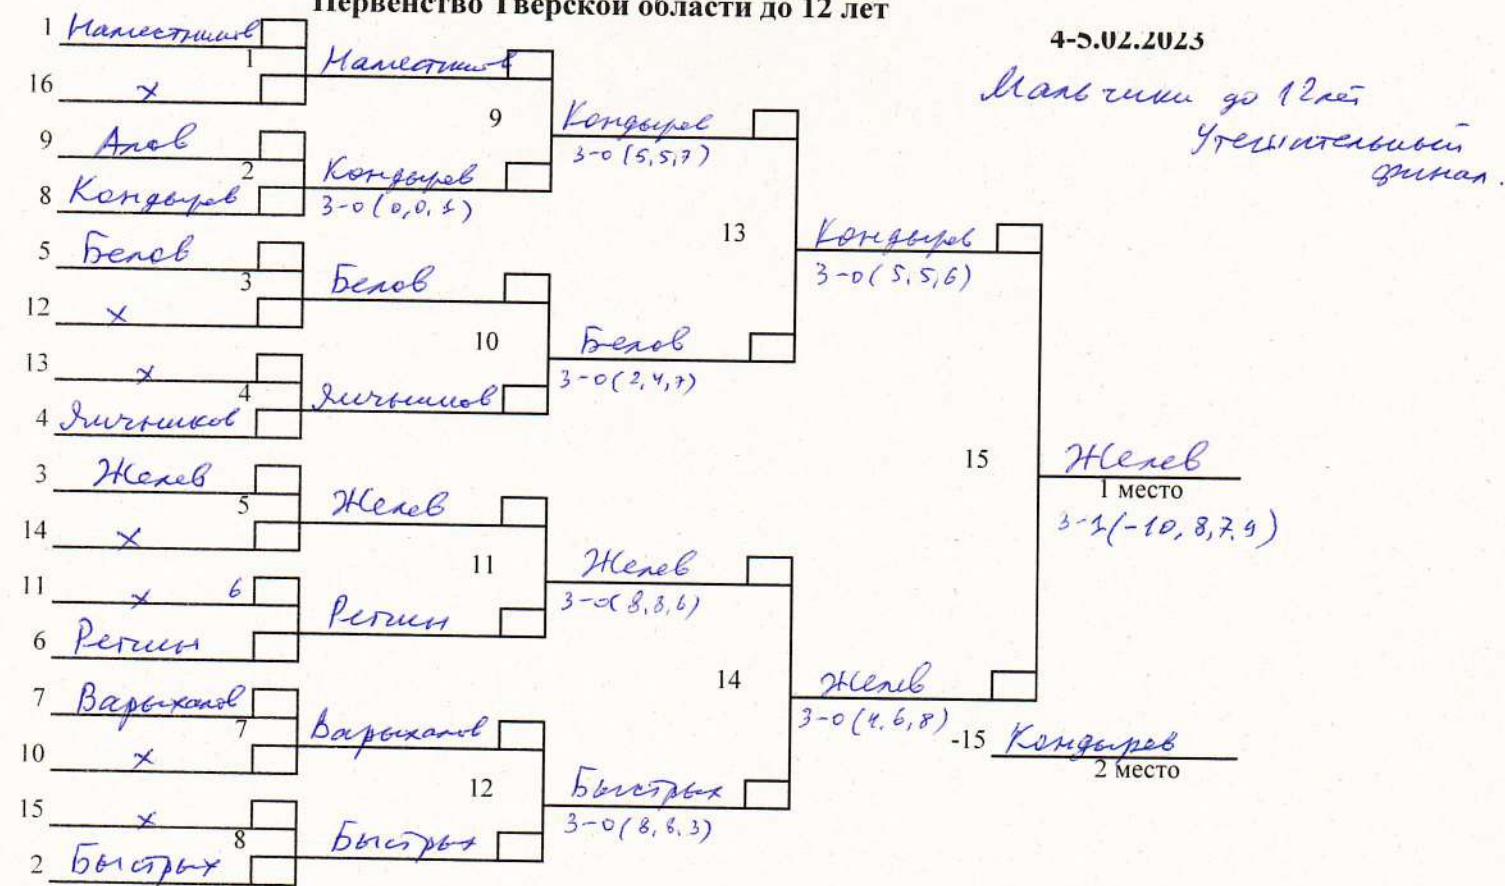 Первенство Тверской области до 12 лет
4-5.02.2023
Мальчики до 12 лет
Утешительный
финал.
1 Наместников
1
16 x
Наместников
9
9 Алов
2
8 Кондырев
Кондырев
3-0 (0,0,1)
Кондырев
3-0 (5,5,7)
13
5 Белов
3
12 x
Белов
10
13 x
4
4 Яичников
Яичников
Белов
3-0 (2,4,7)
Кондырев
3-0 (5,5,6)
15
3 Желев
5
14 x
Желев
11
11 x
6
6 Репин
Репин
Желев
3-0 (8,8,6)
14
7 Варыханов
7
10 x
Варыханов
12
15 x
8
2 Быстрых
Быстрых
Быстрых
3-0 (8,8,3)
Желев
3-0 (4,6,8)
Желев
1 место
3-1 (-10,8,7,9)
-15 Кондырев
2 место